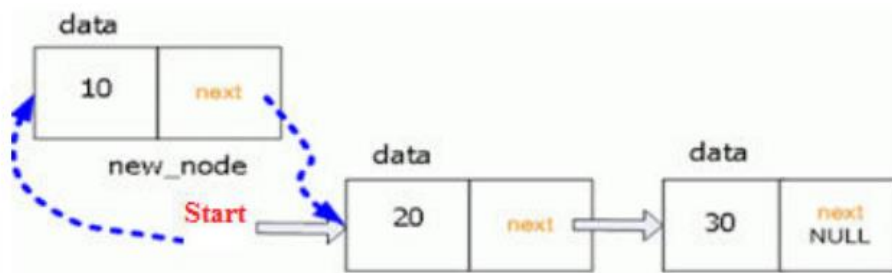 data
10 next
new_node
Start
data
20 next
data
30 next
NULL